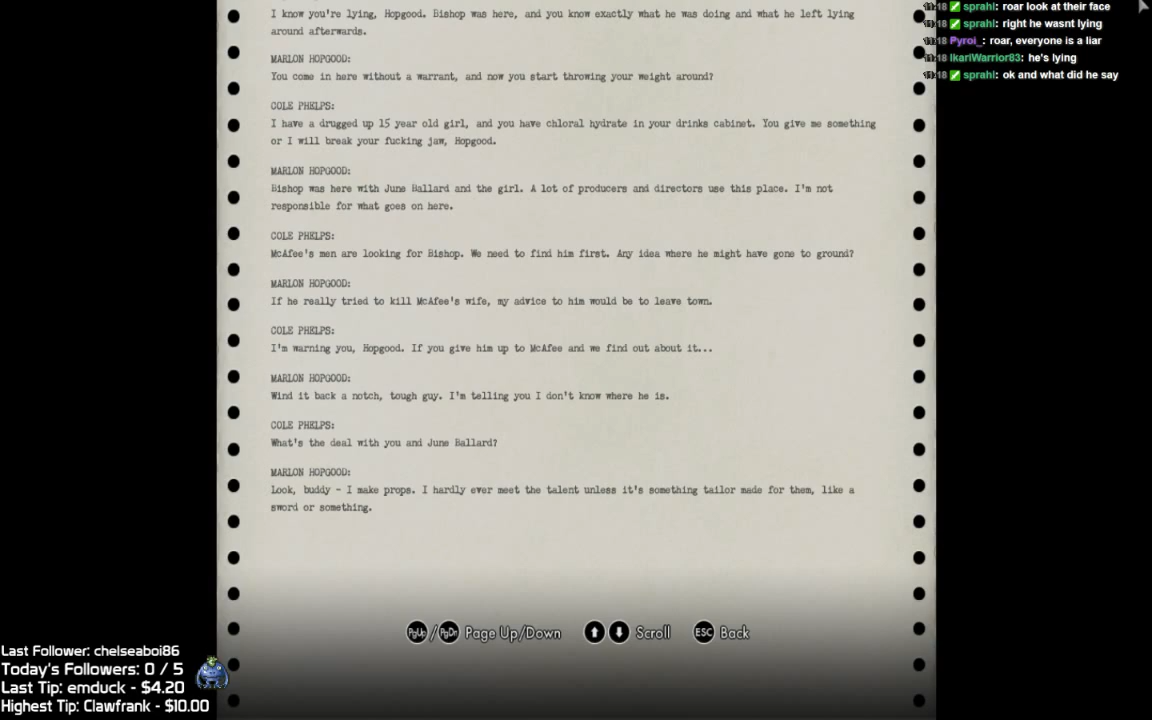 I know you're lying, Hopgood. Bishop was here, and you know exactly what he was doing and what he left lying
around afterwards.
MARLON HOPGOOD:
You come in here without a warrant, and now you start throwing your weight around?
COLE PHELPS:
I have a drugged up 15 year old girl, and you have chloral hydrate in your drinks cabinet. You give me something
or I will break your fucking jaw, Hopgood.
MARLON HOPGOOD:
Bishop was here with June Ballard and the girl. A lot of producers and directors use this place. I'm not
responsible for what goes on here.
COLE PHELPS:
McAfee's men are looking for Bishop. We need to find him first. Any idea where he might have gone to ground?
MARLON HOPGOOD:
If he really tried to kill McAfee's wife, my advice to him would be to leave town.
COLE PHELPS:
I'm warning you, Hopgood. If you give him up to McAfee and we find out about it...
MARLON HOPGOOD:
Wind it back a notch, tough guy. I'm telling you I don't know where he is.
COLE PHELPS:
What's the deal with you and June Ballard?
MARLON HOPGOOD:
Look, buddy - I make props. I hardly ever meet the talent unless it's something tailor made for them, like a
sword or something.
PgUp / PgDn Page Up/Down Scroll ESC Back
11:18 sprahl: roar look at their face
11:18 sprahl: right he wasnt lying
11:18 Pyroi_: roar, everyone is a liar
11:18 IkariWarrior83: he's lying
11:18 sprahl: ok and what did he say
Last Follower: chelseaboi86
Today's Followers: 0 / 5
Last Tip: emduck - $4.20
Highest Tip: Clawfrank - $10.00